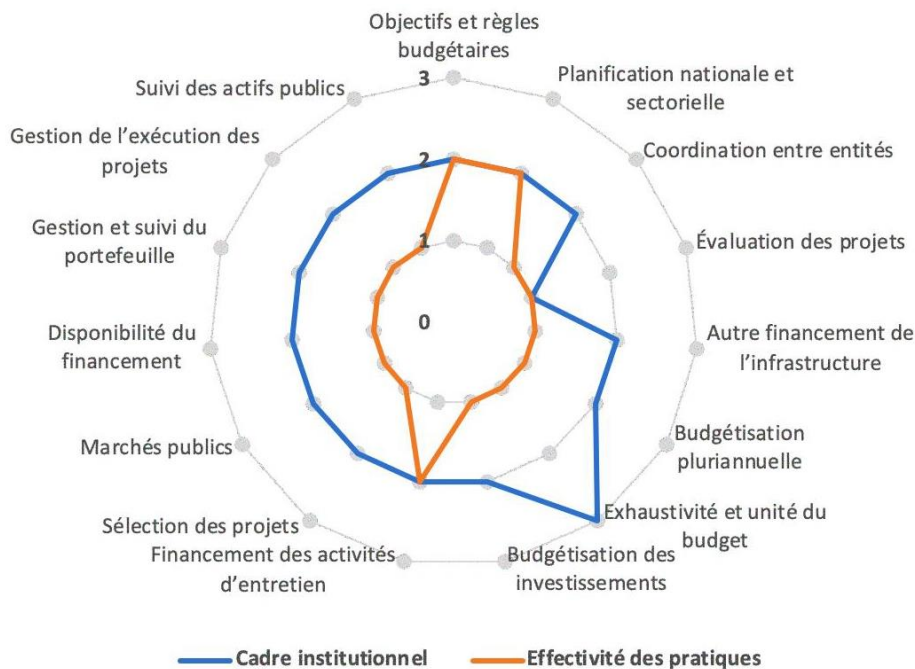 Objectifs et règles
budgétaires
3
Planification nationale et
sectorielle
Suivi des actifs publics
Coordination entre entités
Gestion de l'exécution des
projets
2
Gestion et suivi du
portefeuille
Évaluation des projets
1
0
Disponibilité du
financement
Autre financement de
l'infrastructure
Marchés publics
Budgétisation
pluriannuelle
Sélection des projets
Exhaustivité et unité du
budget
Financement des activités
d'entretien
Budgétisation des
investissements
Cadre institutionnel
Effectivité des pratiques